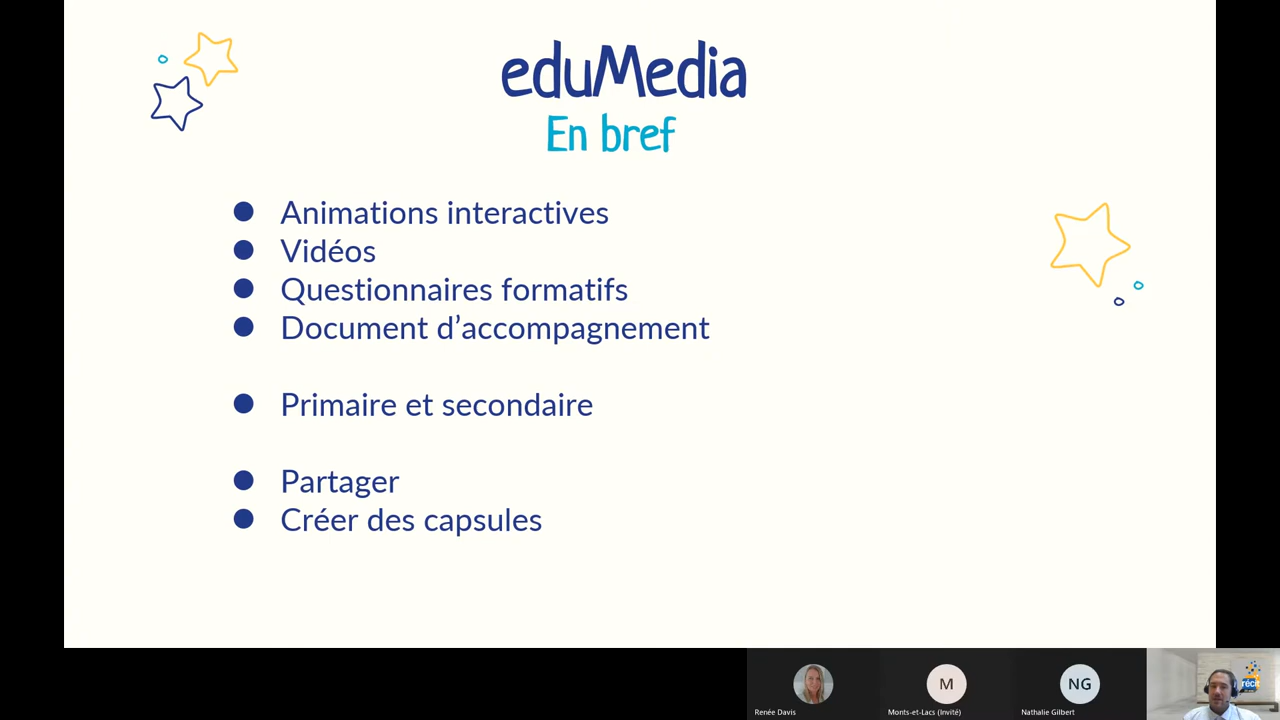 eduMedia
En bref
● Animations interactives
● Vidéos
● Questionnaires formatifs
● Document d’accompagnement
● Primaire et secondaire
● Partager
● Créer des capsules
M
NG
récit
Renée Davis
Monts-et-Lacs (Invité)
Nathalie Gilbert